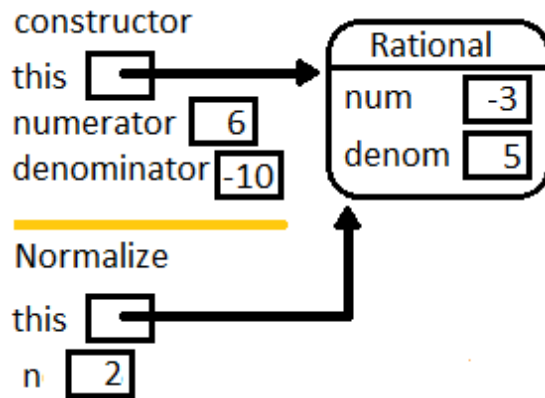 constructor
this
numerator 6
denominator -10
Rational
num -3
denom 5
Normalize
this
n 2